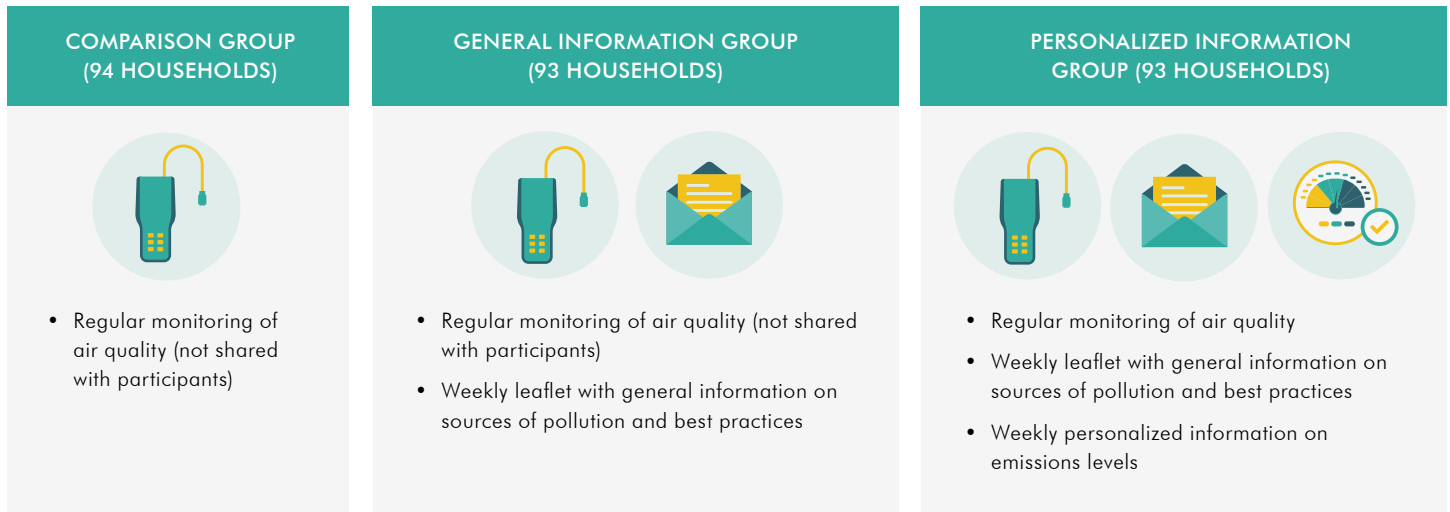 COMPARISON GROUP
(94 HOUSEHOLDS)
• Regular monitoring of
air quality (not shared
with participants)
GENERAL INFORMATION GROUP
(93 HOUSEHOLDS)
• Regular monitoring of air quality (not shared
with participants)
• Weekly leaflet with general information on
sources of pollution and best practices
PERSONALIZED INFORMATION
GROUP (93 HOUSEHOLDS)
• Regular monitoring of air quality
• Weekly leaflet with general information on
sources of pollution and best practices
• Weekly personalized information on
emissions levels